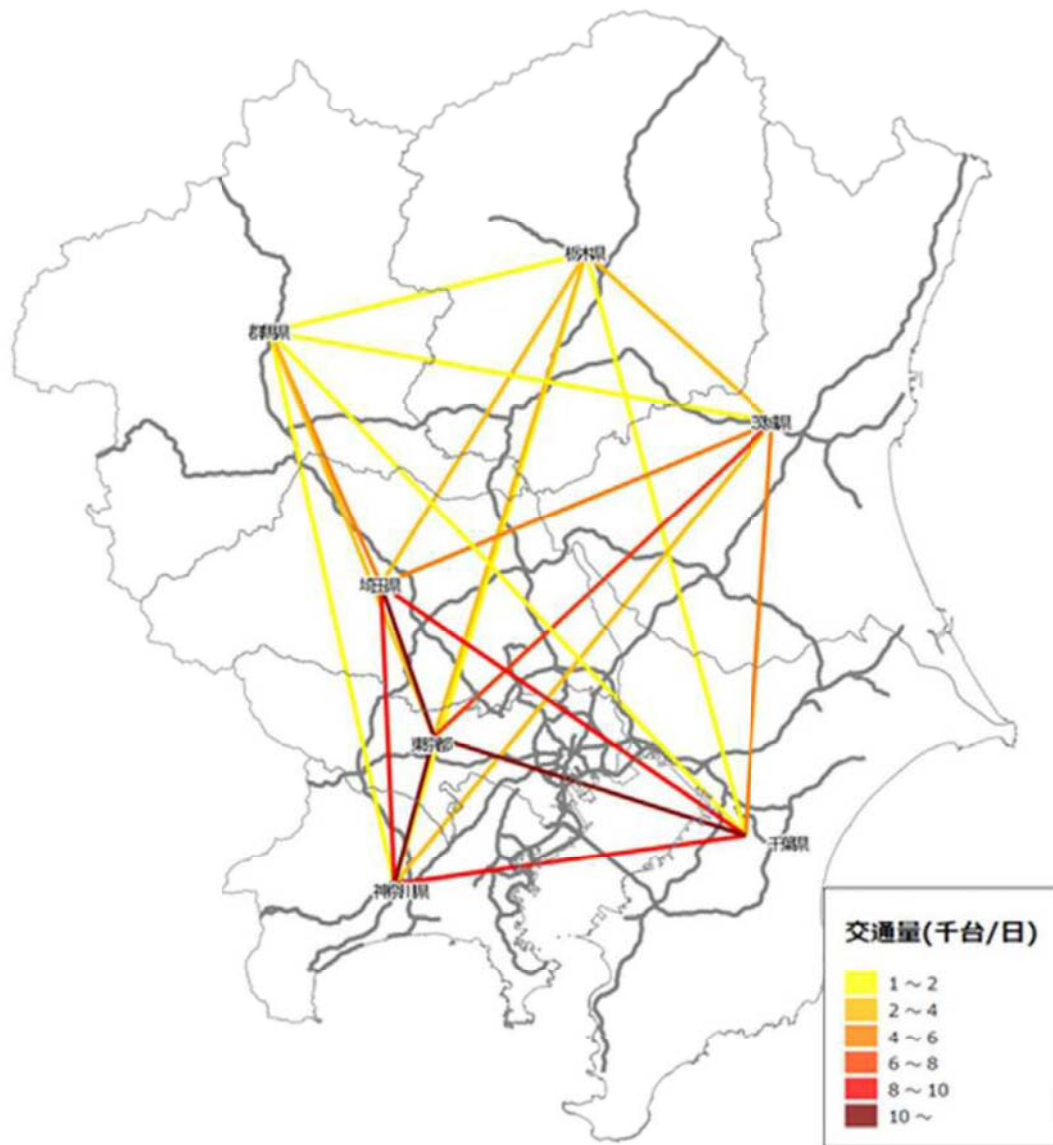 栃木県
群馬県
茨城県
埼玉県
東京都
千葉県
神奈川県
交通量(千台/日)
1 ～ 2
2 ～ 4
4 ～ 6
6 ～ 8
8 ～ 10
10 ～